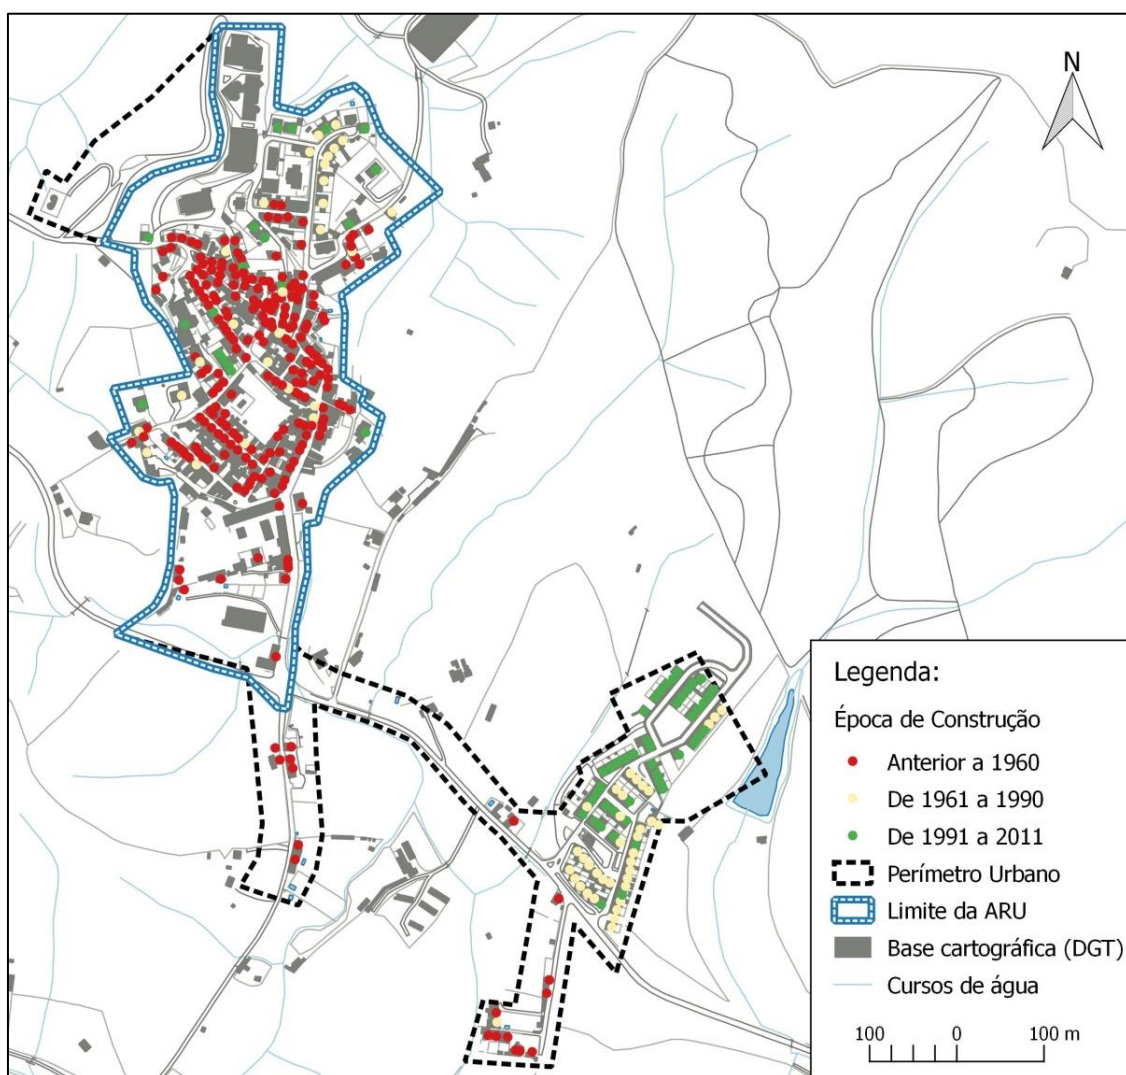 N
Legenda:
Época de Construção
Anterior a 1960
De 1961 a 1990
De 1991 a 2011
Perímetro Urbano
Limite da ARU
Base cartográfica (DGT)
Cursos de água
100 0 100 m